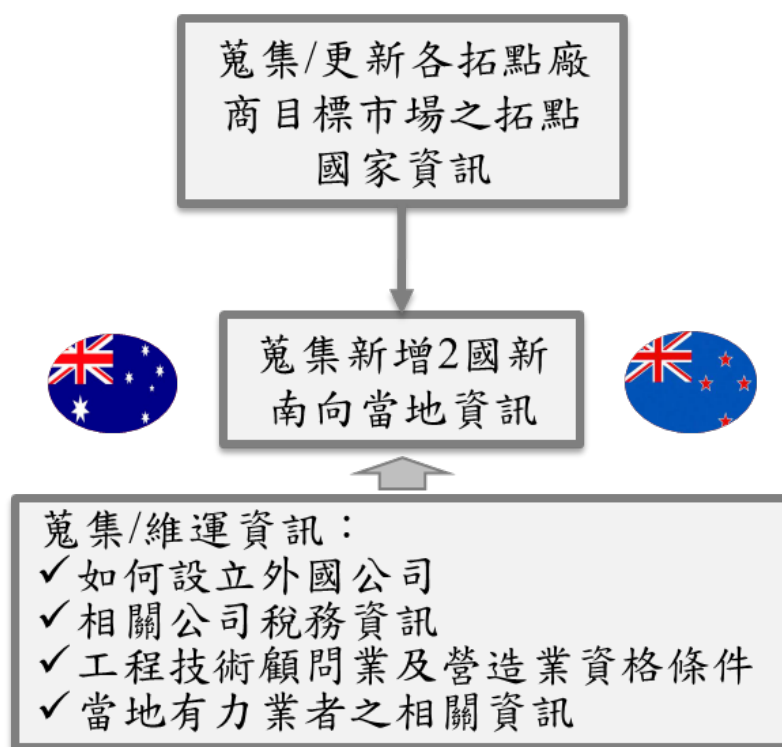 蒐集/更新各拓點廠
商目標市場之拓點
國家資訊
蒐集新增2國新
南向當地資訊
蒐集/維運資訊：
✓如何設立外國公司
✓相關公司稅務資訊
✓工程技術顧問業及營造業資格條件
✓當地有力業者之相關資訊